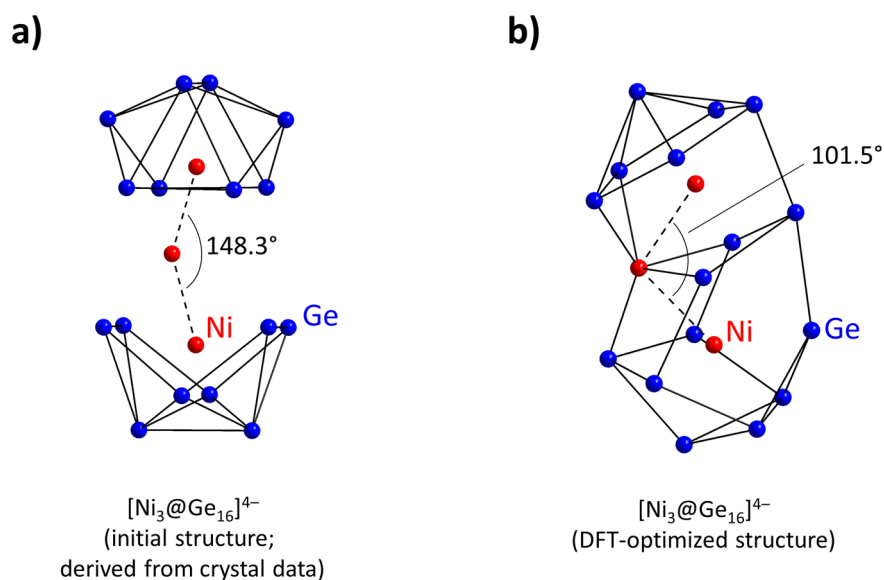 a)
148.3°
Ni
Ge
[Ni₃@Ge₁₆]⁴⁻
(initial structure;
derived from crystal data)
b)
101.5°
Ni
Ge
[Ni₃@Ge₁₆]⁴⁻
(DFT-optimized structure)